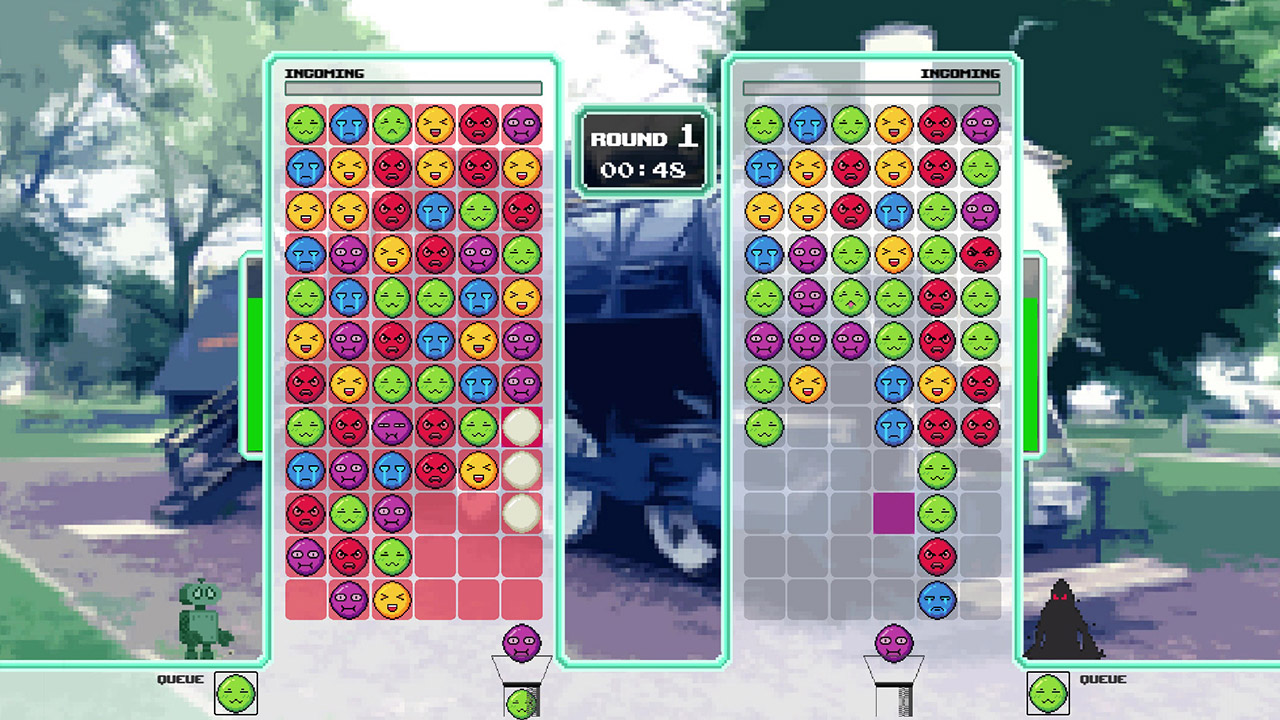 INCOMING
INCOMING
ROUND 1
00:48
QUEUE
QUEUE